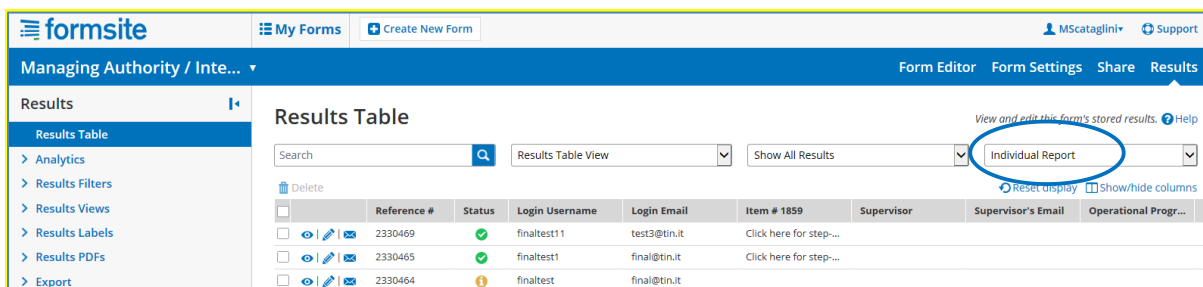 formsite My Forms Create New Form MScataglini Support
Managing Authority / Inte... Form Editor Form Settings Share Results
Results
Results Table
Analytics
Results Filters
Results Views
Results Labels
Results PDFs
Export
Results Table
View and edit this form's stored results. Help
Search Results Table View Show All Results Individual Report
Delete Reset display Show/hide columns
Reference # Status Login Username Login Email Item # 1859 Supervisor Supervisor's Email Operational Progr...
2330469 finaltest11 test3@tin.it Click here for step-...
2330465 finaltest1 final@tin.it Click here for step-...
2330464 finaltest final@tin.it